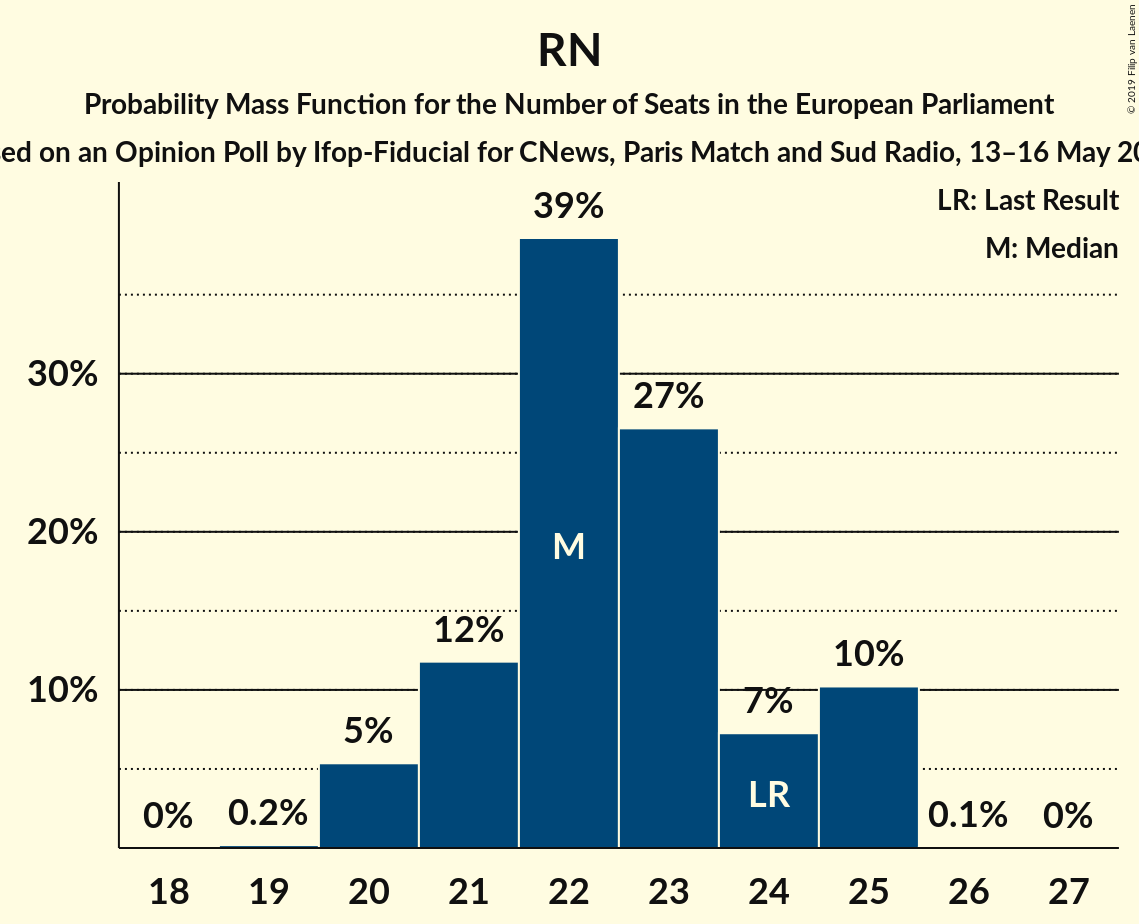 RN
Probability Mass Function for the Number of Seats in the European Parliament
on an Opinion Poll by Ifop-Fiducial for CNews, Paris Match and Sud Radio, 13–16 May
© 2019 Filip van Laenen
LR: Last Result
M: Median
39%
30%
27%
20%
M
12%
10%
10%
7%
5%
LR
0%
0.2%
0.1%
0%
18 19 20 21 22 23 24 25 26 27